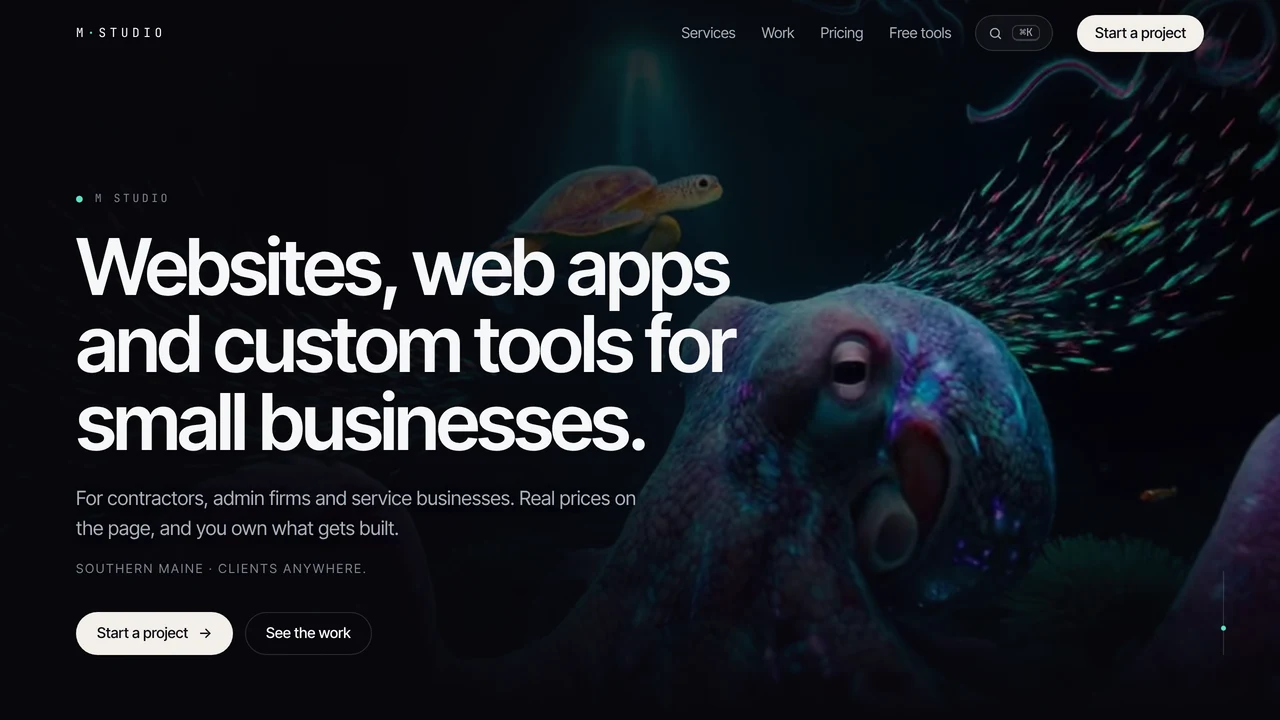 M·STUDIO
Services
Work
Pricing
Free tools
⌘K
Start a project
M STUDIO
Websites, web apps
and custom tools for
small businesses.
For contractors, admin firms and service businesses. Real prices on
the page, and you own what gets built.
SOUTHERN MAINE · CLIENTS ANYWHERE.
Start a project →
See the work